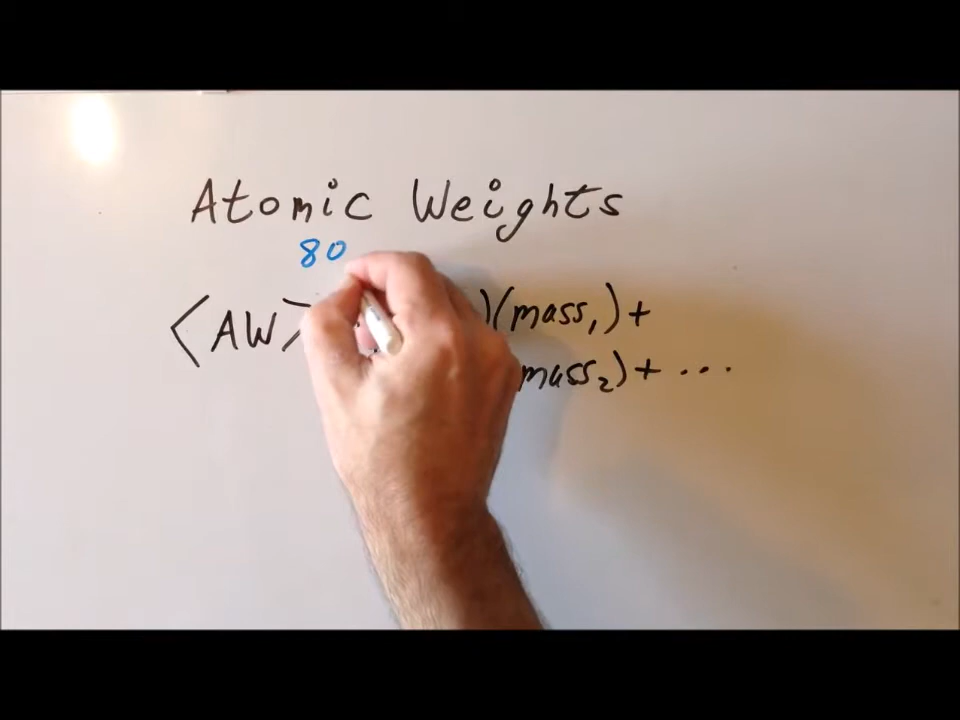 Atomic Weights
80
<AW> )(mass₁)+
mass₂)+ ...